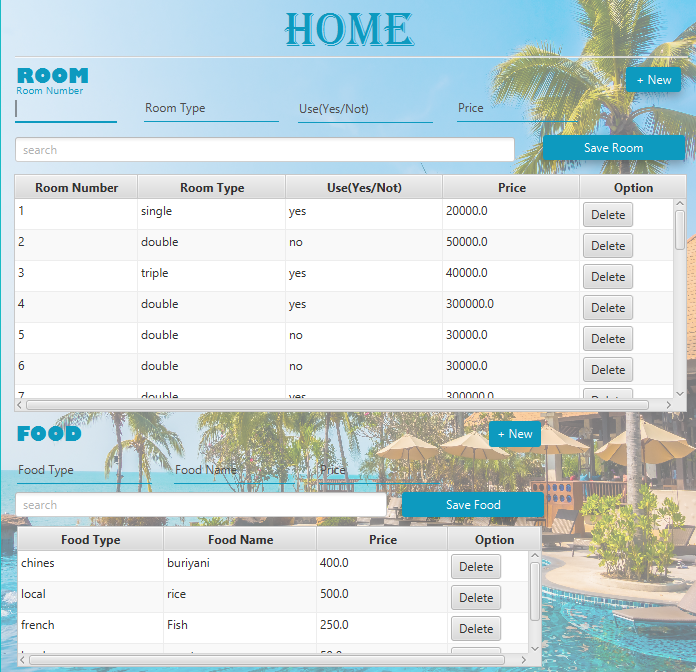 HOME
ROOM
+ New
Room Number
Room Type
Use(Yes/Not)
Price
search
Save Room
Room Number Room Type Use(Yes/Not) Price Option
1 single yes 20000.0 Delete
2 double no 50000.0 Delete
3 triple yes 40000.0 Delete
4 double yes 300000.0 Delete
5 double no 30000.0 Delete
6 double no 30000.0 Delete
7 double yes 300000.0
FOOD
+ New
Food Type Food Name Price
search
Save Food
Food Type Food Name Price Option
chines buriyani 400.0 Delete
local rice 500.0 Delete
french Fish 250.0 Delete